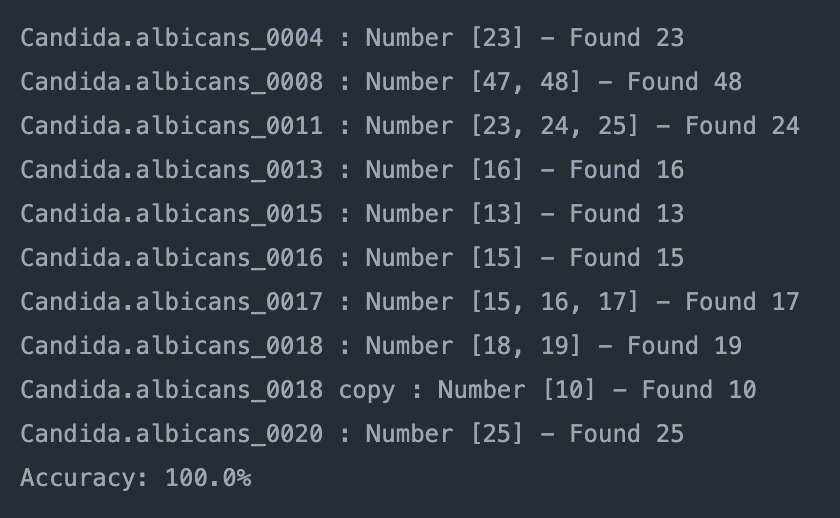 Candida.albicans_0004 : Number [23] – Found 23
Candida.albicans_0008 : Number [47, 48] – Found 48
Candida.albicans_0011 : Number [23, 24, 25] – Found 24
Candida.albicans_0013 : Number [16] – Found 16
Candida.albicans_0015 : Number [13] – Found 13
Candida.albicans_0016 : Number [15] – Found 15
Candida.albicans_0017 : Number [15, 16, 17] – Found 17
Candida.albicans_0018 : Number [18, 19] – Found 19
Candida.albicans_0018 copy : Number [10] – Found 10
Candida.albicans_0020 : Number [25] – Found 25
Accuracy: 100.0%